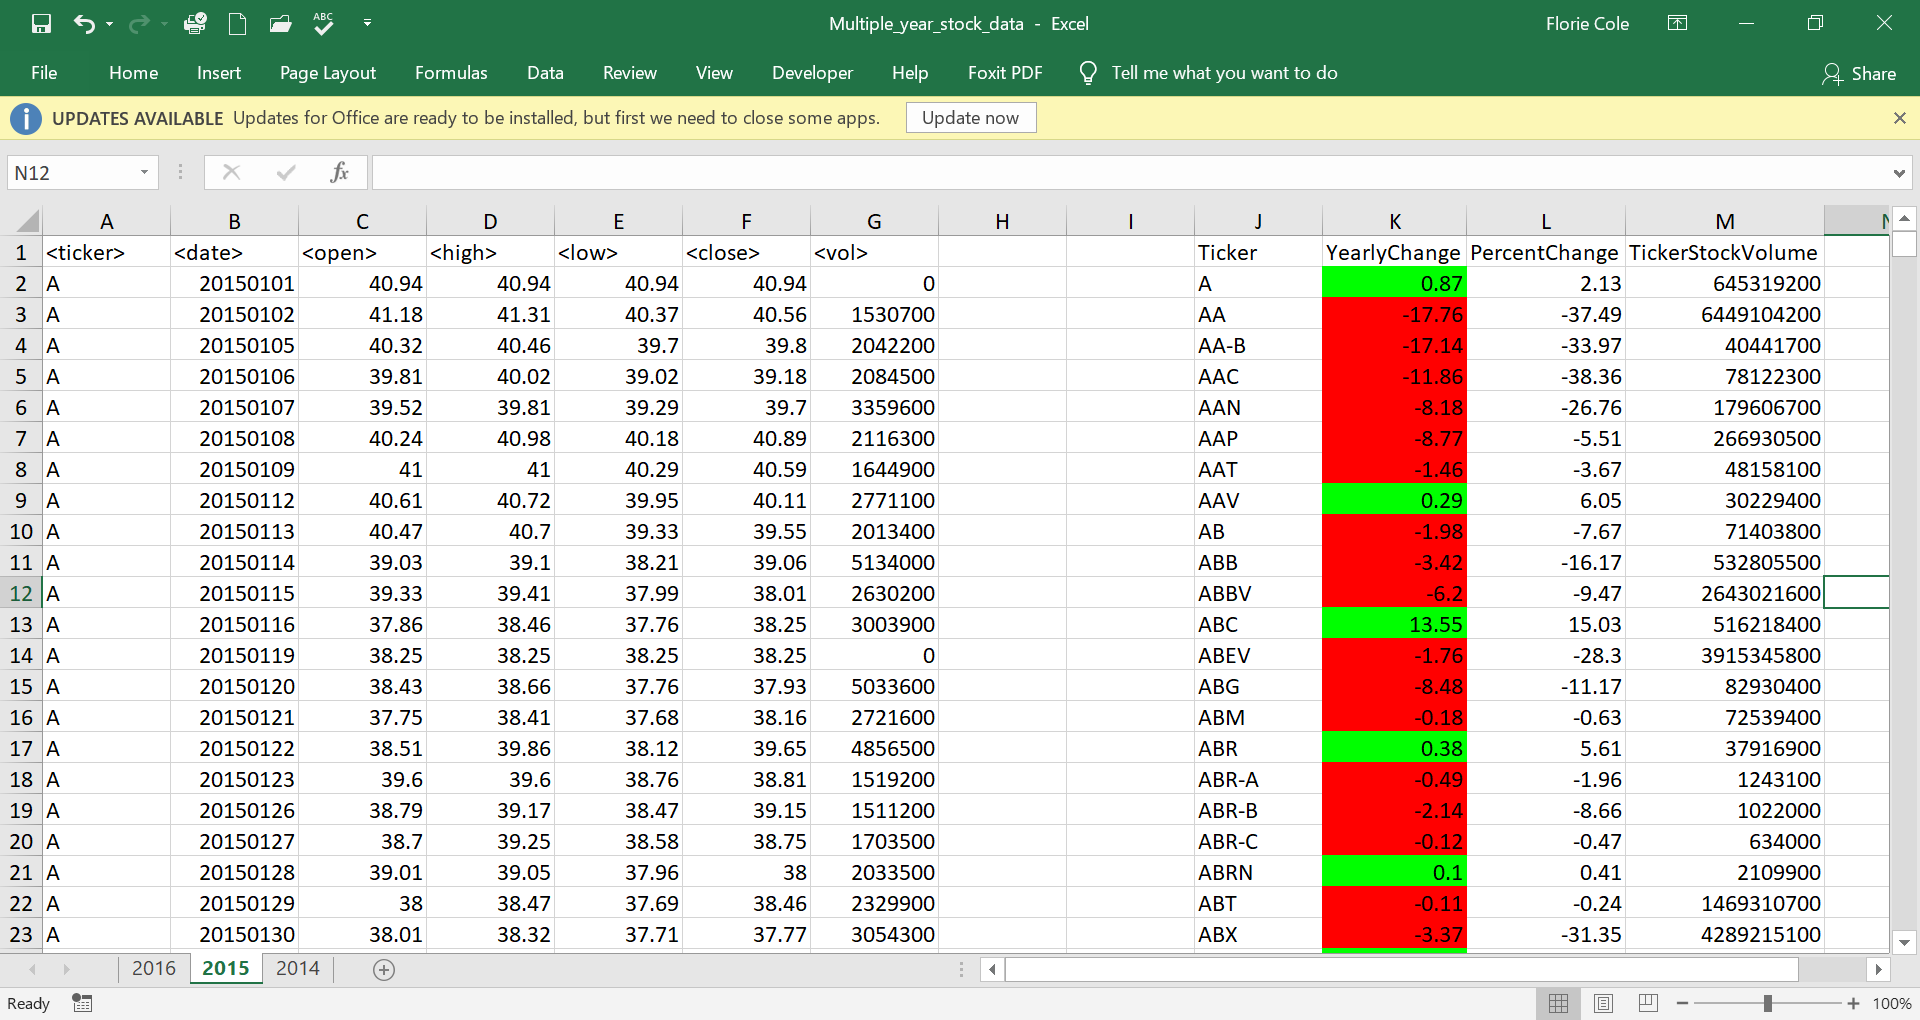 ABC
Multiple_year_stock_data - Excel
Florie Cole
File Home Insert Page Layout Formulas Data Review View Developer Help Foxit PDF Tell me what you want to do Share
UPDATES AVAILABLE Updates for Office are ready to be installed, but first we need to close some apps. Update now
N12 fx
A B C D E F G H I J K L M N
1 <ticker> <date> <open> <high> <low> <close> <vol> Ticker YearlyChange PercentChange TickerStockVolume
2 A 20150101 40.94 40.94 40.94 40.94 0 A 0.87 2.13 645319200
3 A 20150102 41.18 41.31 40.37 40.56 1530700 AA -17.76 -37.49 6449104200
4 A 20150105 40.32 40.46 39.7 39.8 2042200 AA-B -17.14 -33.97 40441700
5 A 20150106 39.81 40.02 39.02 39.18 2084500 AAC -11.86 -38.36 78122300
6 A 20150107 39.52 39.81 39.29 39.7 3359600 AAN -8.18 -26.76 179606700
7 A 20150108 40.24 40.98 40.18 40.89 2116300 AAP -8.77 -5.51 266930500
8 A 20150109 41 41 40.29 40.59 1644900 AAT -1.46 -3.67 48158100
9 A 20150112 40.61 40.72 39.95 40.11 2771100 AAV 0.29 6.05 30229400
10 A 20150113 40.47 40.7 39.33 39.55 2013400 AB -1.98 -7.67 71403800
11 A 20150114 39.03 39.1 38.21 39.06 5134000 ABB -3.42 -16.17 532805500
12 A 20150115 39.33 39.41 37.99 38.01 2630200 ABBV -6.2 -9.47 2643021600
13 A 20150116 37.86 38.46 37.76 38.25 3003900 ABC 13.55 15.03 516218400
14 A 20150119 38.25 38.25 38.25 38.25 0 ABEV -1.76 -28.3 3915345800
15 A 20150120 38.43 38.66 37.76 37.93 5033600 ABG -8.48 -11.17 82930400
16 A 20150121 37.75 38.41 37.68 38.16 2721600 ABM -0.18 -0.63 72539400
17 A 20150122 38.51 39.86 38.12 39.65 4856500 ABR 0.38 5.61 37916900
18 A 20150123 39.6 39.6 38.76 38.81 1519200 ABR-A -0.49 -1.96 1243100
19 A 20150126 38.79 39.17 38.47 39.15 1511200 ABR-B -2.14 -8.66 1022000
20 A 20150127 38.7 39.25 38.58 38.75 1703500 ABR-C -0.12 -0.47 634000
21 A 20150128 39.01 39.05 37.96 38 2033500 ABRN 0.1 0.41 2109900
22 A 20150129 38 38.47 37.69 38.46 2329900 ABT -0.11 -0.24 1469310700
23 A 20150130 38.01 38.32 37.71 37.77 3054300 ABX -3.37 -31.35 4289215100
2016 2015 2014
Ready 100%